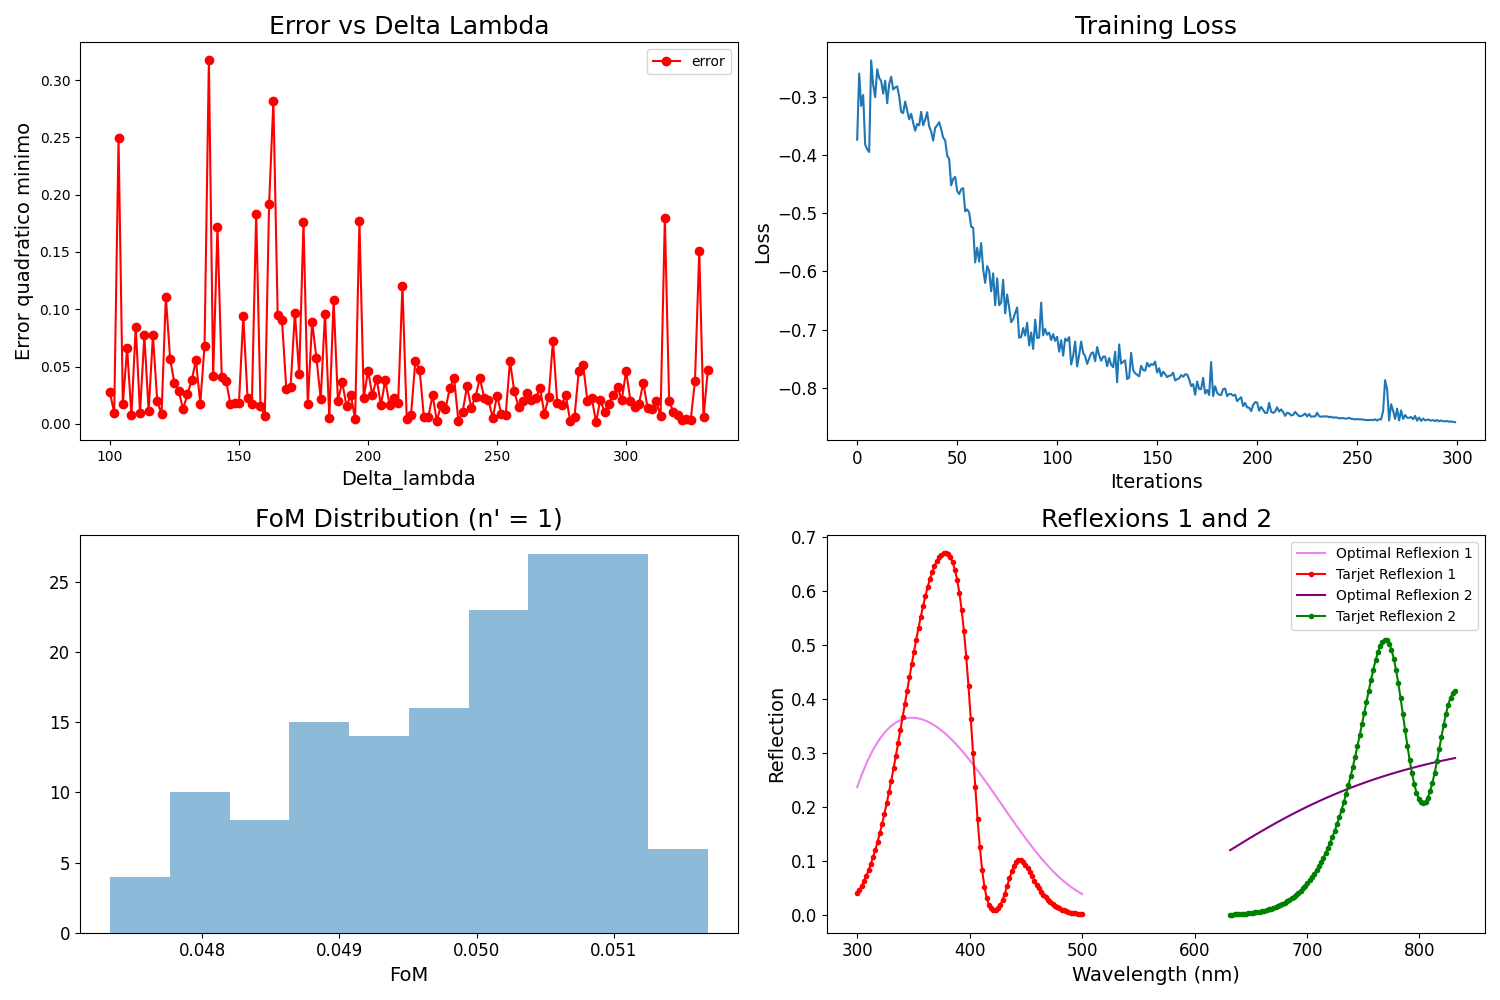 Error vs Delta Lambda
error
Error quadratico minimo
0.30
0.25
0.20
0.15
0.10
0.05
0.00
100 150 200 250 300
Delta_lambda
Training Loss
Loss
−0.3
−0.4
−0.5
−0.6
−0.7
−0.8
0 50 100 150 200 250 300
Iterations
FoM Distribution (n' = 1)
25
20
15
10
5
0
0.048 0.049 0.050 0.051
FoM
Reflexions 1 and 2
Optimal Reflexion 1
Tarjet Reflexion 1
Optimal Reflexion 2
Tarjet Reflexion 2
Reflection
0.7
0.6
0.5
0.4
0.3
0.2
0.1
0.0
300 400 500 600 700 800
Wavelength (nm)